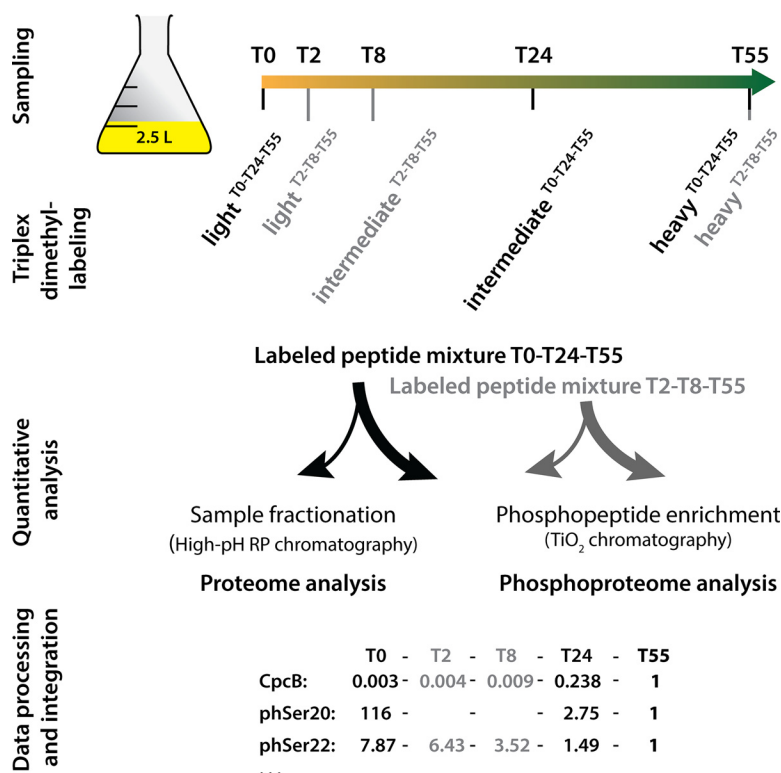 Sampling
2.5 L
T0 T2 T8 T24 T55
light T0-T24-T55
light T2-T8-T55
intermediate T2-T8-T55
intermediate T0-T24-T55
heavy T0-T24-T55
heavy T2-T8-T55
Triplex
dimethyl-
labeling
Labeled peptide mixture T0-T24-T55
Labeled peptide mixture T2-T8-T55
Quantitative
analysis
Sample fractionation
(High-pH RP chromatography)
Proteome analysis
Phosphopeptide enrichment
(TiO2 chromatography)
Phosphoproteome analysis
Data processing
and integration
T0 - T2 - T8 - T24 - T55
CpcB: 0.003 - 0.004 - 0.009 - 0.238 - 1
phSer20: 116 - - - 2.75 - 1
phSer22: 7.87 - 6.43 - 3.52 - 1.49 - 1
...